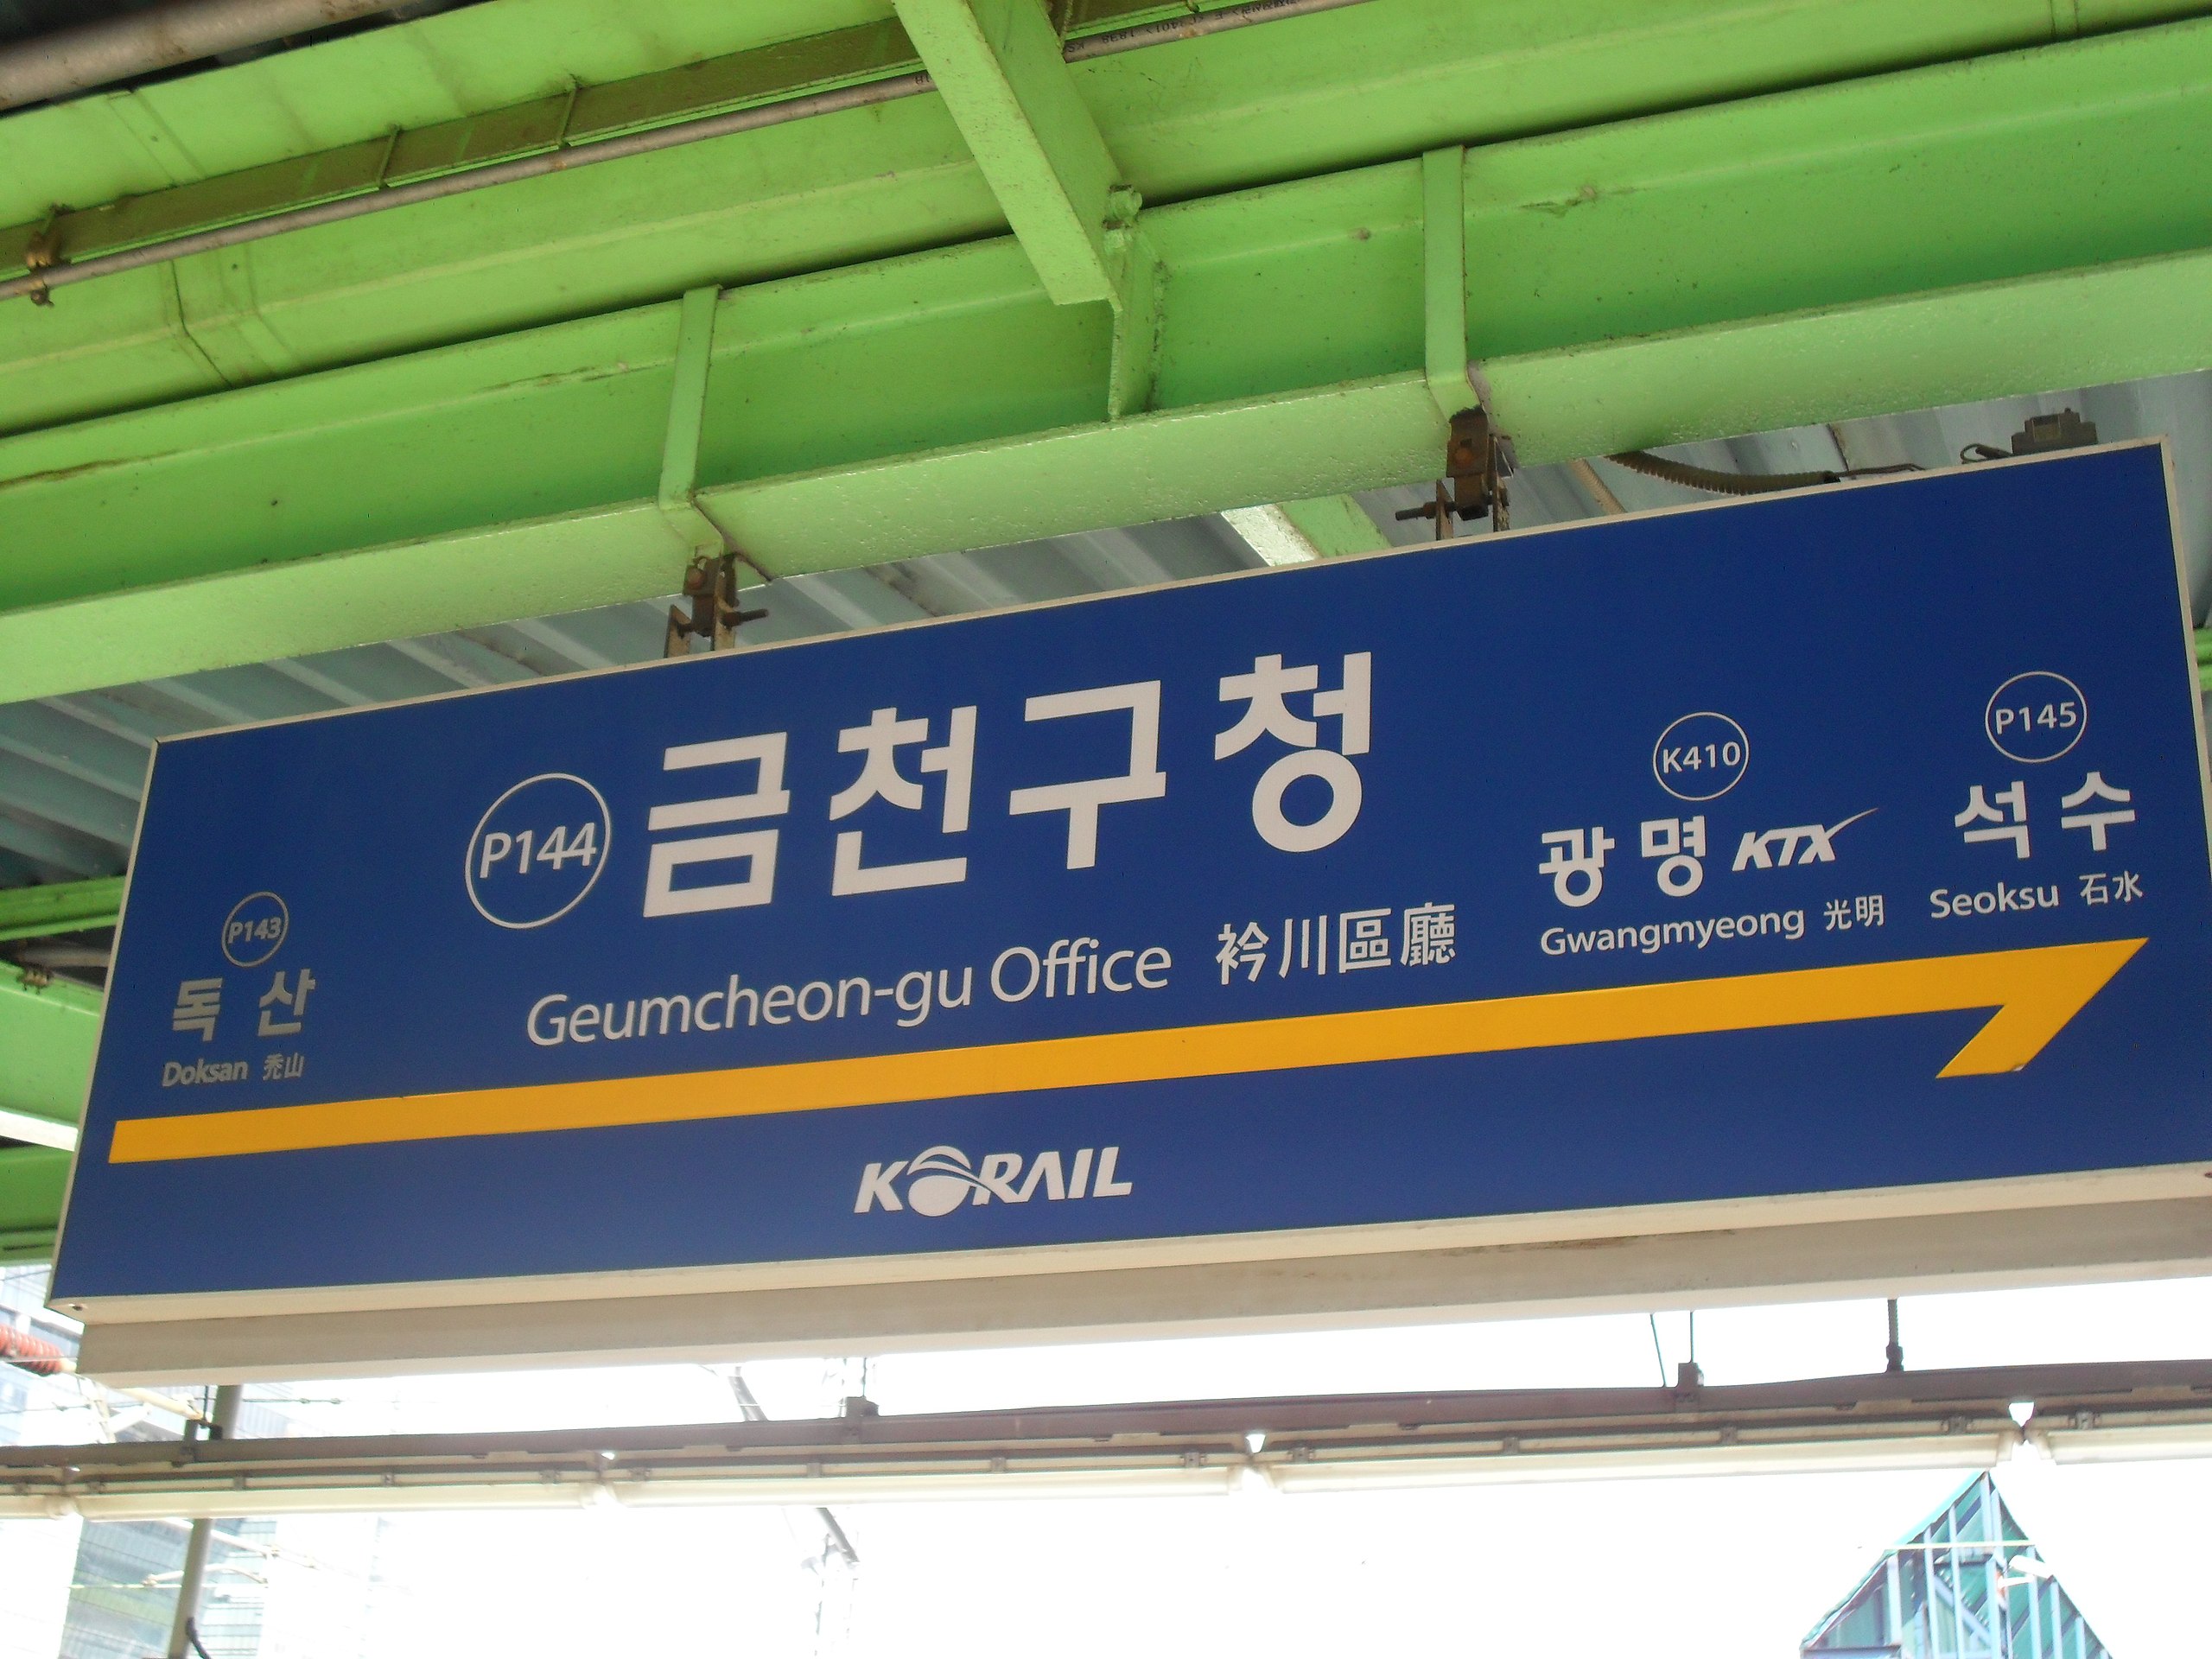 P143
독산
Doksan 禿山
P144 금천구청
Geumcheon-gu Office 衿川區廳
K410
광명 KTX
Gwangmyeong 光明
P145
석수
Seoksu 石水
KORAIL